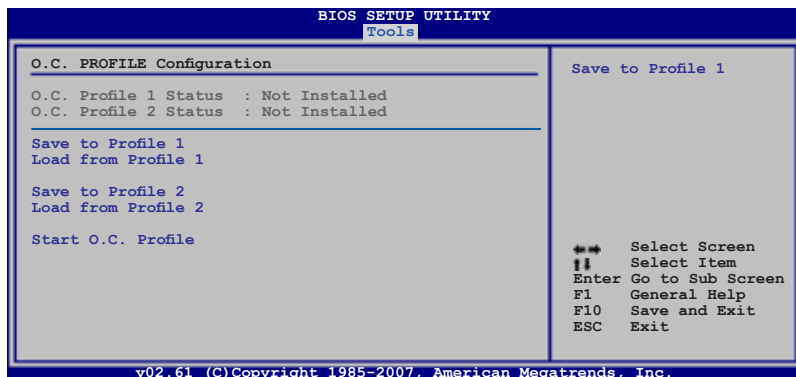 BIOS SETUP UTILITY
Tools
O.C. PROFILE Configuration
O.C. Profile 1 Status : Not Installed
O.C. Profile 2 Status : Not Installed
Save to Profile 1
Load from Profile 1
Save to Profile 2
Load from Profile 2
Start O.C. Profile
Save to Profile 1
Select Screen
Select Item
Enter Go to Sub Screen
F1 General Help
F10 Save and Exit
ESC Exit
v02.61 (C)Copyright 1985-2007, American Megatrends, Inc.